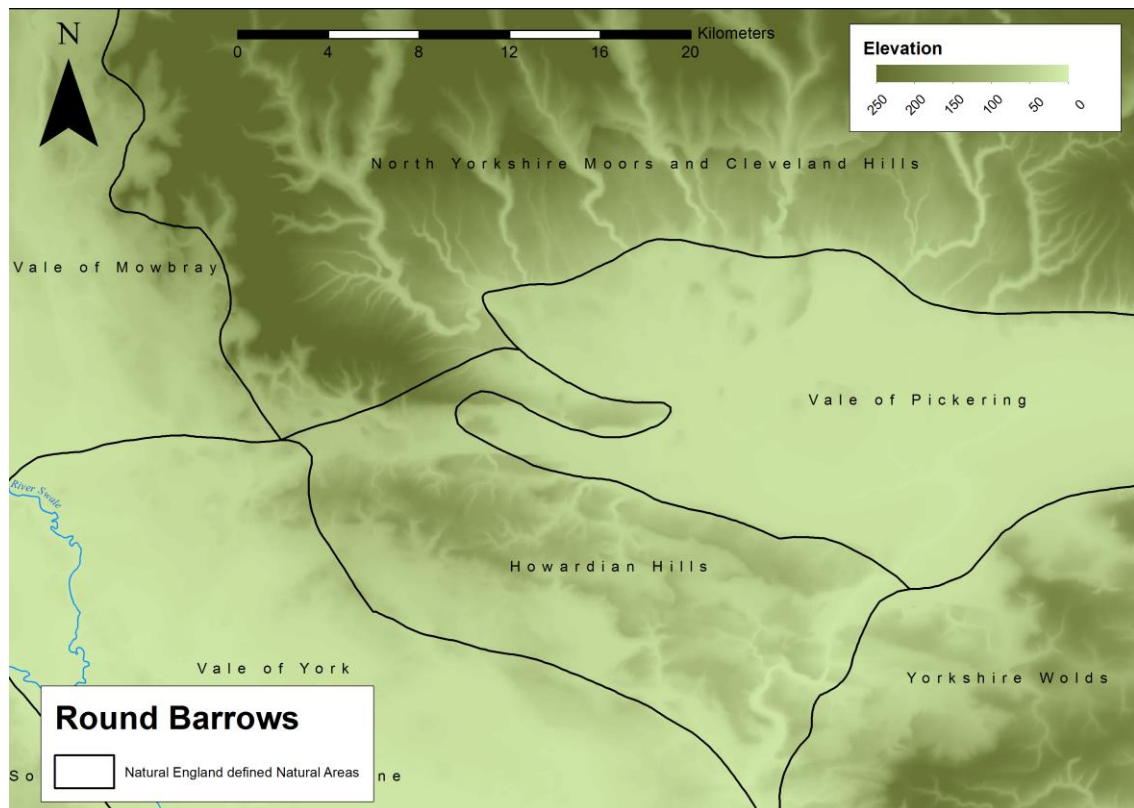 N
Kilometers
0 4 8 12 16 20
Elevation
250 200 150 100 50 0
North Yorkshire Moors and Cleveland Hills
Vale of Mowbray
Vale of Pickering
River Swale
Howardian Hills
Vale of York
Yorkshire Wolds
Round Barrows
Natural England defined Natural Areas
So
ne